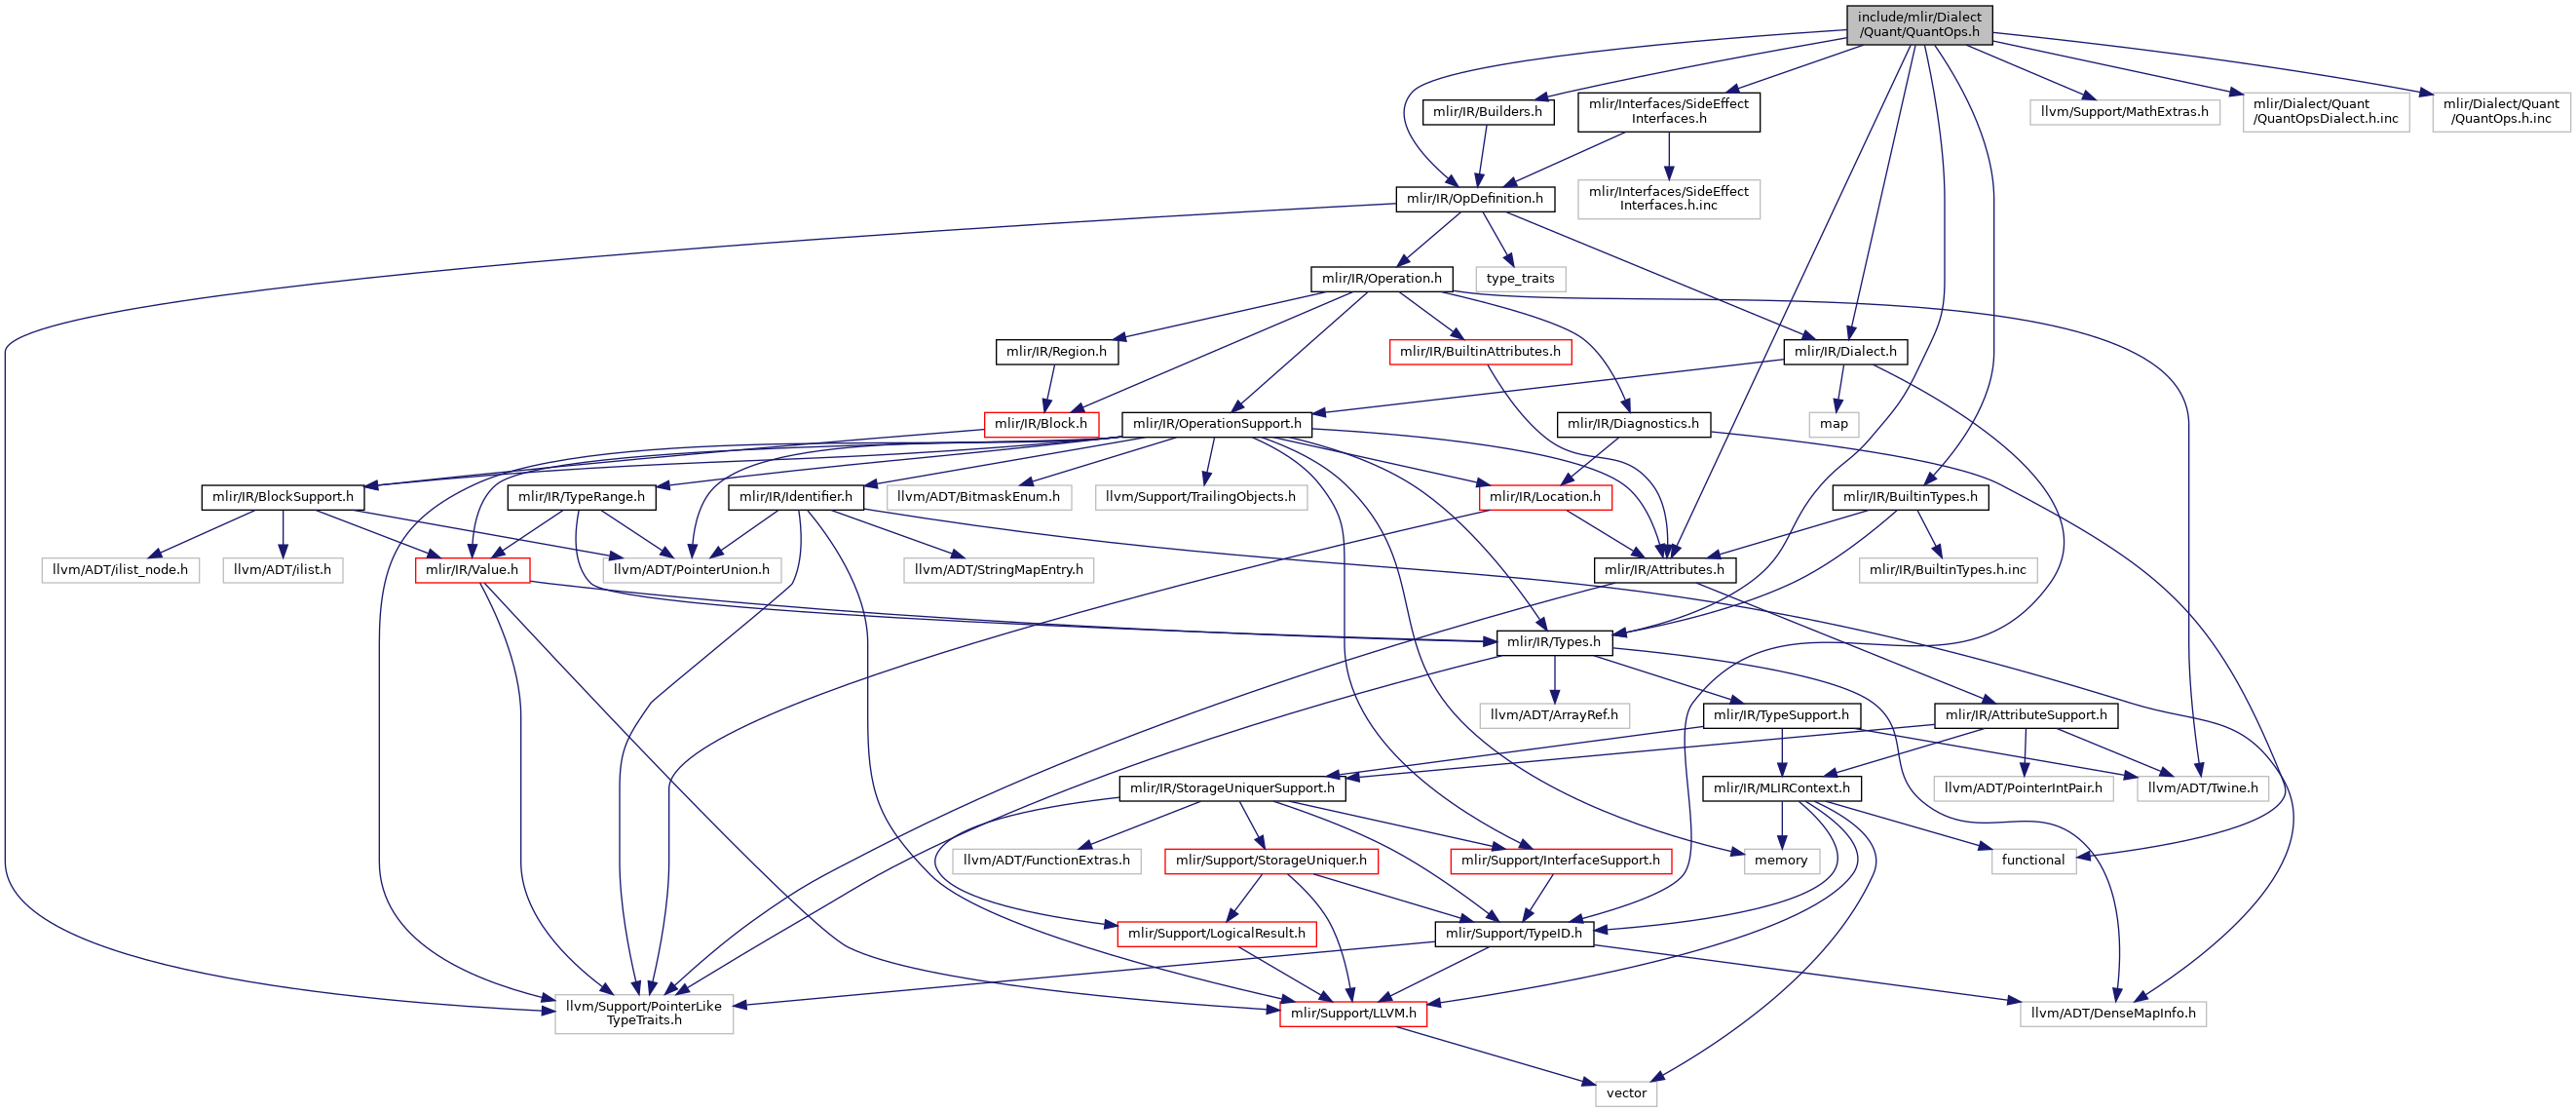 include/mlir/Dialect
/Quant/QuantOps.h
mlir/IR/Builders.h
mlir/Interfaces/SideEffect
Interfaces.h
llvm/Support/MathExtras.h
mlir/Dialect/Quant
/QuantOpsDialect.h.inc
mlir/Dialect/Quant
/QuantOps.h.inc
mlir/IR/OpDefinition.h
mlir/Interfaces/SideEffect
Interfaces.h.inc
mlir/IR/Operation.h
type_traits
mlir/IR/Region.h
mlir/IR/BuiltinAttributes.h
mlir/IR/Dialect.h
mlir/IR/Block.h
mlir/IR/OperationSupport.h
mlir/IR/Diagnostics.h
map
mlir/IR/BlockSupport.h
mlir/IR/TypeRange.h
mlir/IR/Identifier.h
llvm/ADT/BitmaskEnum.h
llvm/Support/TrailingObjects.h
mlir/IR/Location.h
mlir/IR/BuiltinTypes.h
llvm/ADT/ilist_node.h
llvm/ADT/ilist.h
mlir/IR/Value.h
llvm/ADT/PointerUnion.h
llvm/ADT/StringMapEntry.h
mlir/IR/Attributes.h
mlir/IR/BuiltinTypes.h.inc
mlir/IR/Types.h
llvm/ADT/ArrayRef.h
mlir/IR/TypeSupport.h
mlir/IR/AttributeSupport.h
mlir/IR/StorageUniquerSupport.h
mlir/IR/MLIRContext.h
llvm/ADT/PointerIntPair.h
llvm/ADT/Twine.h
llvm/ADT/FunctionExtras.h
mlir/Support/StorageUniquer.h
mlir/Support/InterfaceSupport.h
memory
functional
mlir/Support/LogicalResult.h
mlir/Support/TypeID.h
llvm/Support/PointerLike
TypeTraits.h
mlir/Support/LLVM.h
llvm/ADT/DenseMapInfo.h
vector